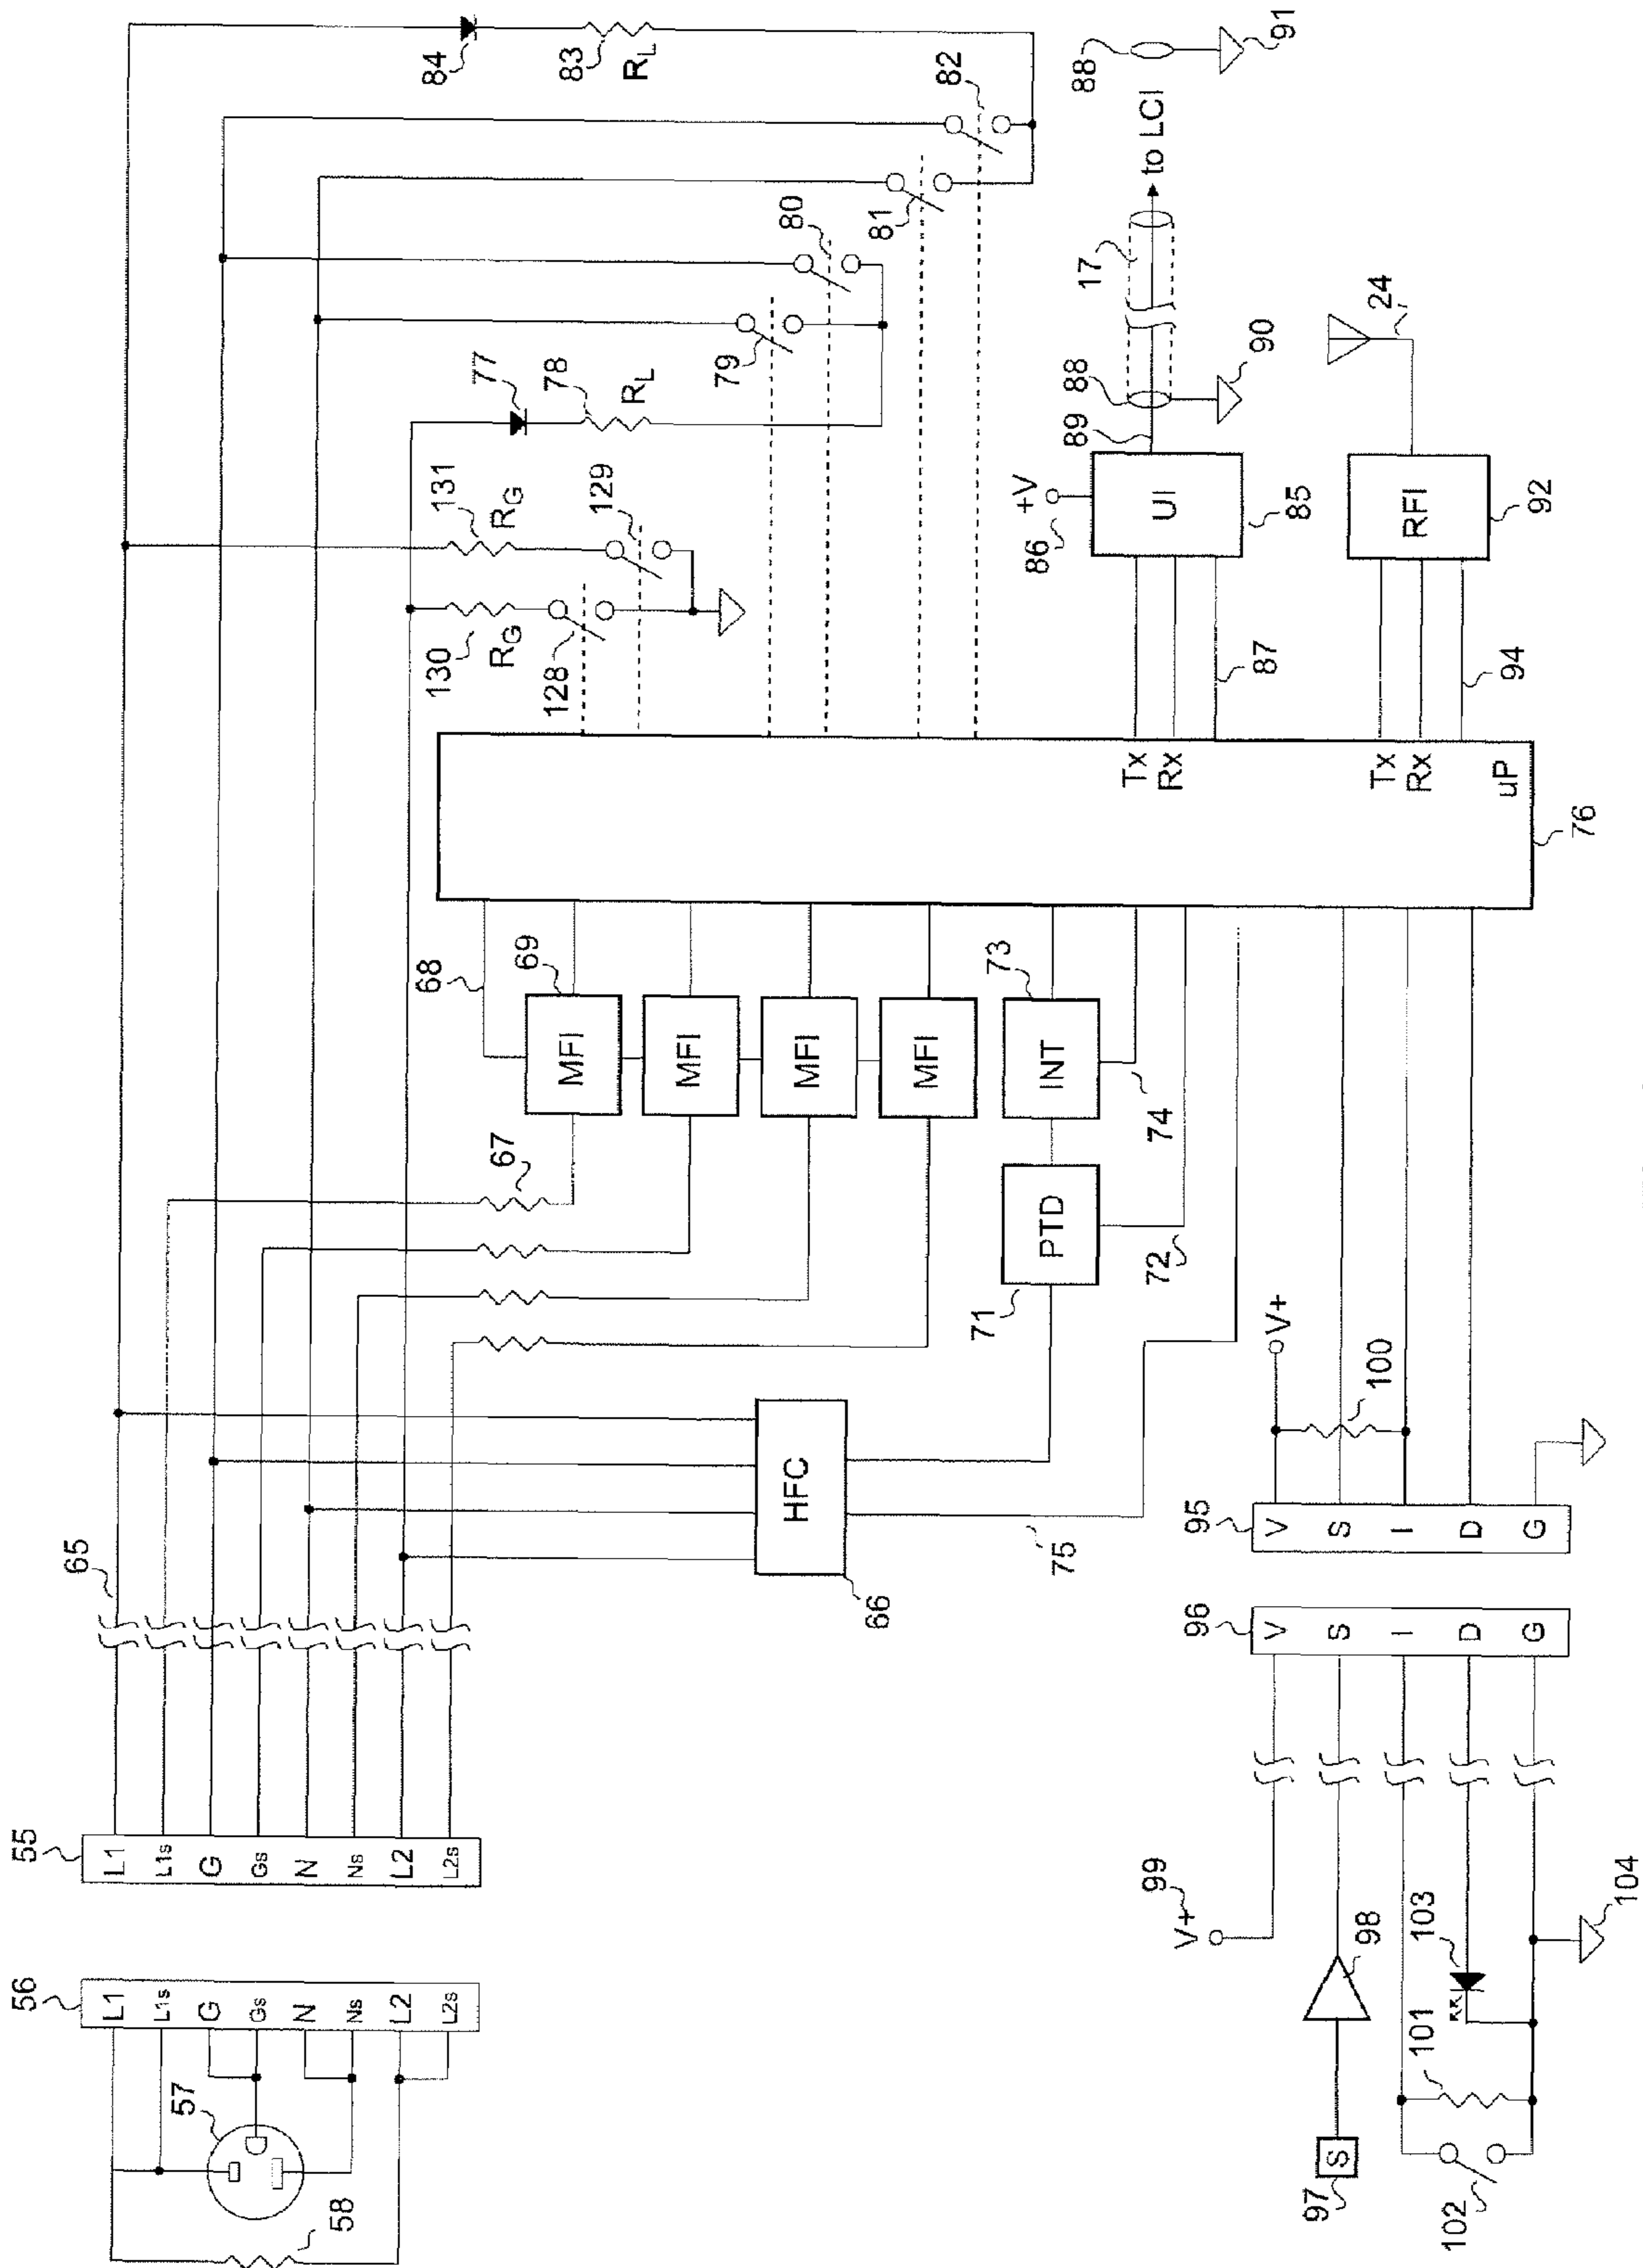 56
L1
L1s
G
Gs
N
Ns
L2
L2s
57
58
55
L1
L1s
G
Gs
N
Ns
L2
L2s
65
66
HFC
75
67
68
69
MFI
MFI
MFI
MFI
71
PTD
72
73
INT
74
76
uP
Tx
Rx
Tx
Rx
130
RG
128
131
RG
129
77
78
RL
79
80
81
82
84
83
RL
86
+V
UI
85
87
89
88
90
17
to LCI
88
91
RFI
92
94
24
99
V+
97
S
98
102
101
103
104
96
V
S
I
D
G
95
V
S
I
D
G
V+
100